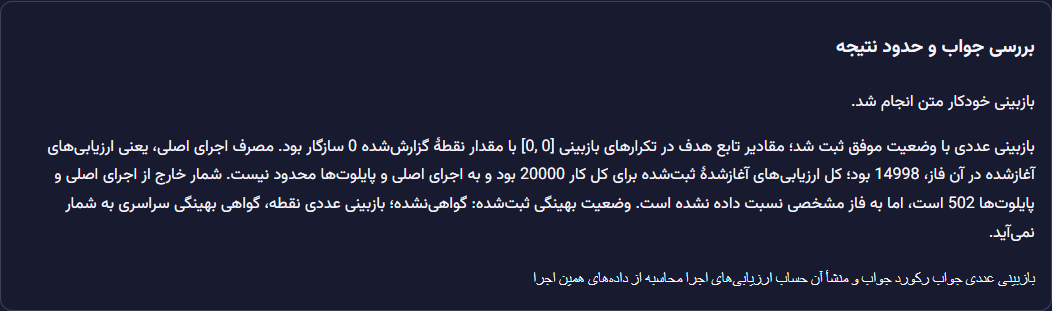 بررسی جواب و حدود نتیجه
بازبینی خودکار متن انجام شد.
بازبینی عددی با وضعیت موفق ثبت شد؛ مقادیر تابع هدف در تکرارهای بازبینی [0, 0] با مقدار نقطهٔ گزارش‌شده 0 سازگار بود. مصرف اجرای اصلی، یعنی ارزیابی‌های
آغازشده در آن فاز، 14998 بود؛ کل ارزیابی‌های آغازشدهٔ ثبت‌شده برای کل کار 20000 بود و به اجرای اصلی و پایلوت‌ها محدود نیست. شمار خارج از اجرای اصلی و
پایلوت‌ها 502 است، اما به فاز مشخصی نسبت داده نشده است. وضعیت بهینگی ثبت‌شده: گواهی‌نشده؛ بازبینی عددی نقطه، گواهی بهینگی سراسری به شمار
نمی‌آید.
بازبینی عددی جواب رکورد جواب و منشأ آن حساب ارزیابی‌های اجرا محاسبه از داده‌های همین اجرا